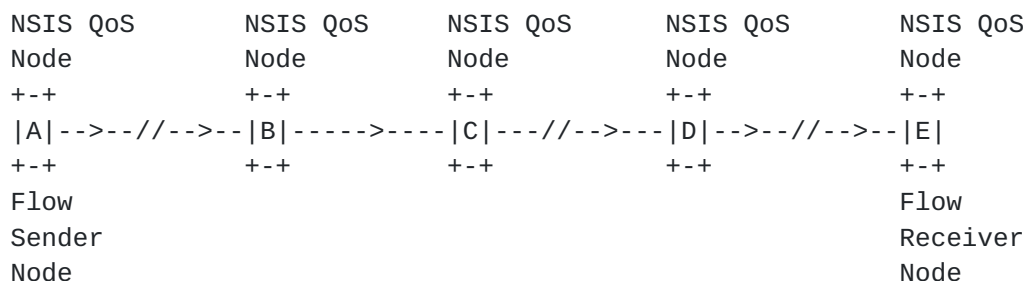 NSIS QoS       NSIS QoS     NSIS QoS      NSIS QoS       NSIS QoS
Node           Node         Node          Node           Node
+-+            +-+          +-+           +-+            +-+
|A|-->--//-->--|B|----->----|C|---//-->---|D|-->--//-->--|E|
+-+            +-+          +-+           +-+            +-+
Flow                                                     Flow
Sender                                                   Receiver
Node                                                     Node